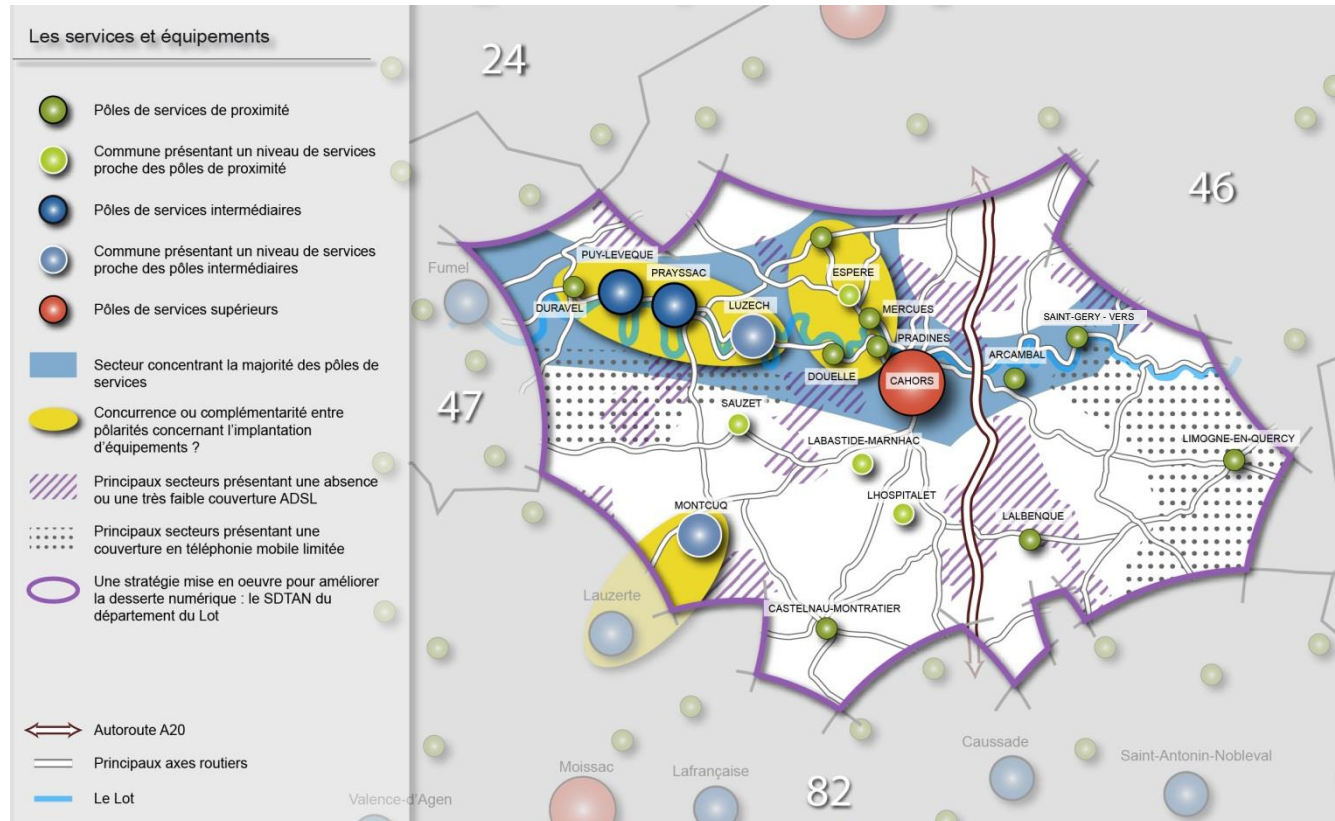 Les services et équipements
Pôles de services de proximité
Commune présentant un niveau de services
proche des pôles de proximité
Pôles de services intermédiaires
Commune présentant un niveau de services
proche des pôles intermédiaires
Pôles de services supérieurs
Secteur concentrant la majorité des pôles de
services
Concurrence ou complémentarité entre
pôlarités concernant l'implantation
d'équipements ?
Principaux secteurs présentant une absence
ou une très faible couverture ADSL
Principaux secteurs présentant une
couverture en téléphonie mobile limitée
Une stratégie mise en oeuvre pour améliorer
la desserte numérique : le SDTAN du
département du Lot
Autoroute A20
Principaux axes routiers
Le Lot
24
46
47
82
Fumel
PUY-LEVEQUE
PRAYSSAC
DURAVEL
LUZECH
ESPERE
MERCUES
PRADINES
DOUELLE
CAHORS
ARCAMBAL
SAINT-GERY - VERS
SAUZET
LABASTIDE-MARNHAC
LIMOGNE-EN-QUERCY
LHOSPITALET
MONTCUQ
LALBENQUE
Lauzerte
CASTELNAU-MONTRATIER
Moissac
Lafrançaise
Caussade
Saint-Antonin-Nobleval
Valence-d'Agen